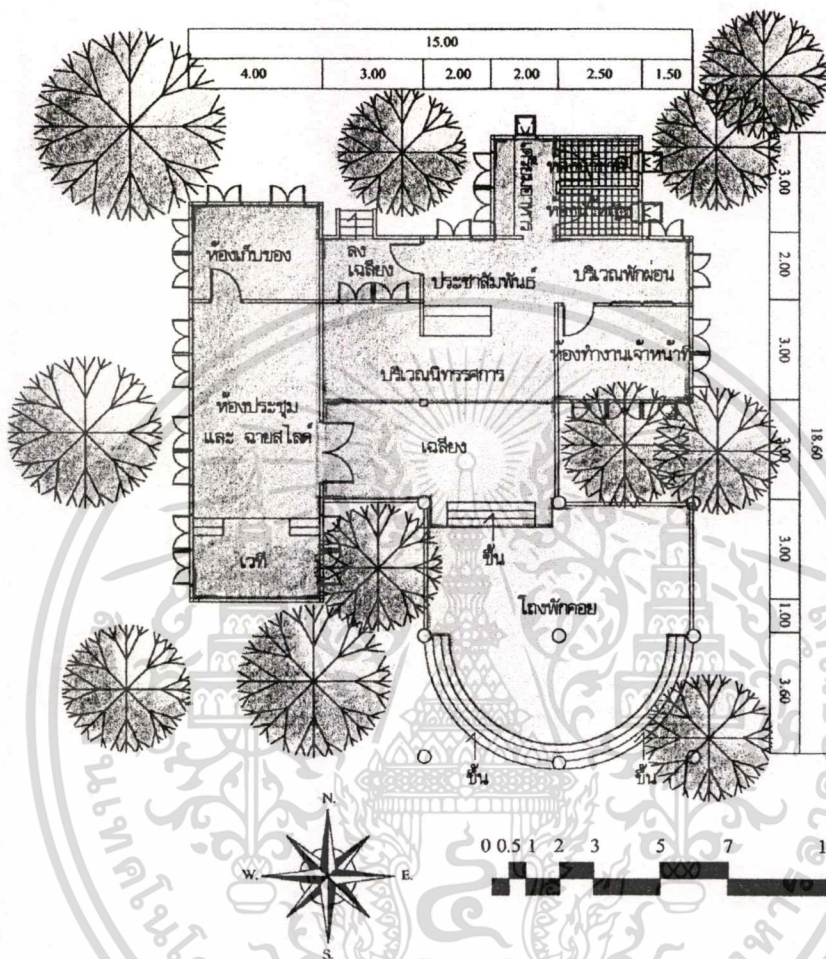 15.00
4.00 3.00 2.00 2.00 2.50 1.50
3.00
2.00
3.00
3.00
18.60
3.00
1.00
3.60
ห้องเก็บของ
ลง
เฉลียง
ประชาสัมพันธ์
บริเวณพักผ่อน
บริเวณนิทรรศการ
ห้องทำงานเจ้าหน้าที่
ห้องประชุม
และ ฉายสไลด์
เฉลียง
ขึ้น
เวที
โถงพักคอย
ขึ้น
ขึ้น
N.
W.
E.
S.
0 0.5 1 2 3 5 7